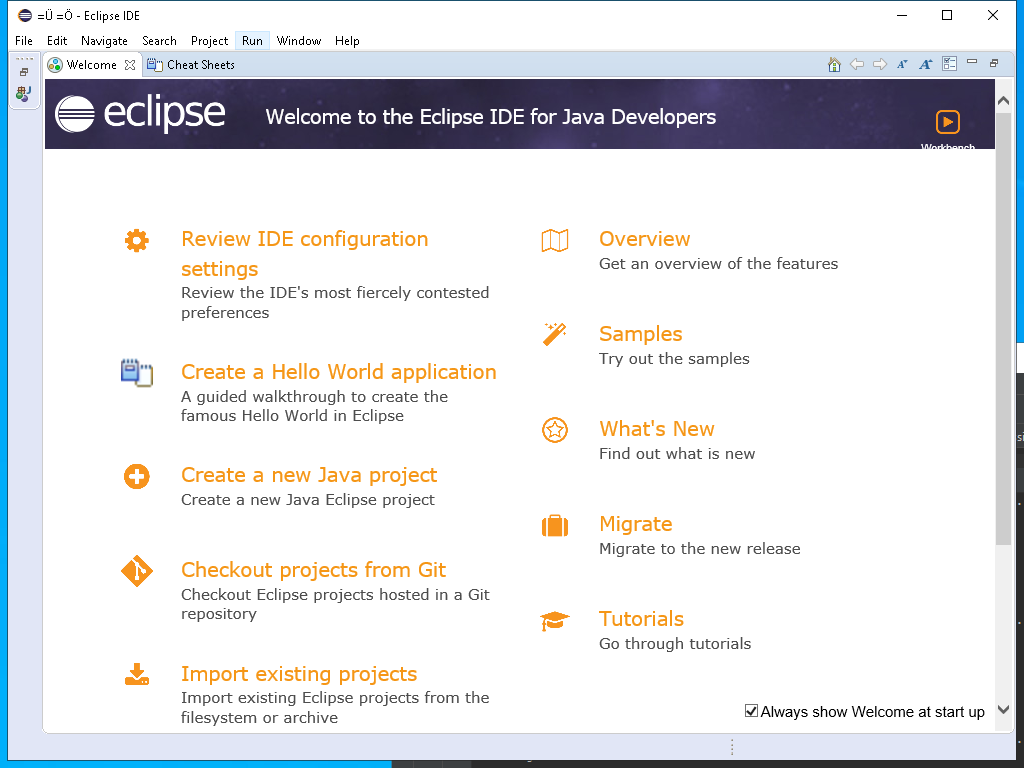 =Ü =Ö - Eclipse IDE
File Edit Navigate Search Project Run Window Help
Welcome Cheat Sheets
eclipse Welcome to the Eclipse IDE for Java Developers
Workbench
Review IDE configuration
settings
Review the IDE's most fiercely contested
preferences
Create a Hello World application
A guided walkthrough to create the
famous Hello World in Eclipse
Create a new Java project
Create a new Java Eclipse project
Checkout projects from Git
Checkout Eclipse projects hosted in a Git
repository
Import existing projects
Import existing Eclipse projects from the
filesystem or archive
Overview
Get an overview of the features
Samples
Try out the samples
What's New
Find out what is new
Migrate
Migrate to the new release
Tutorials
Go through tutorials
Always show Welcome at start up